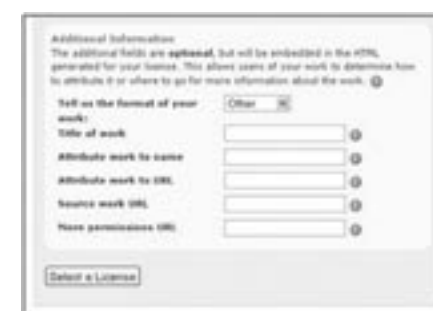 Additional Information
The additional fields are optional, but will be embedded in the HTML
generated for your license. This allows users of your work to determine how
to attribute it or where to go for more information about the work.
Tell us the format of your
work:
Other
Title of work
Attribute work to name
Attribute work to URL
Source work URL
More permissions URL
Select a License